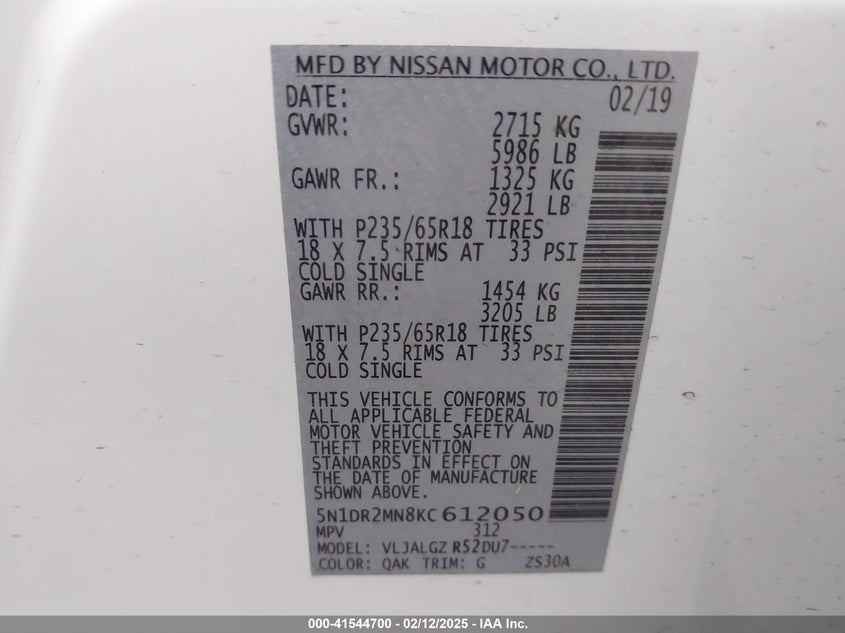 MFD BY NISSAN MOTOR CO., LTD.
DATE: 02/19
GVWR: 2715 KG
5986 LB
GAWR FR.: 1325 KG
2921 LB
WITH P235/65R18 TIRES
18 X 7.5 RIMS AT 33 PSI
COLD SINGLE
GAWR RR.: 1454 KG
3205 LB
WITH P235/65R18 TIRES
18 X 7.5 RIMS AT 33 PSI
COLD SINGLE
THIS VEHICLE CONFORMS TO
ALL APPLICABLE FEDERAL
MOTOR VEHICLE SAFETY AND
THEFT PREVENTION
STANDARDS IN EFFECT ON
THE DATE OF MANUFACTURE
SHOWN ABOVE.
5N1DR2MN8KC612050
MPV 312
MODEL: VLJALGZ R52DU7-----
COLOR: QAK TRIM: G ZS30A
000-41544700 - 02/12/2025 - IAA Inc.